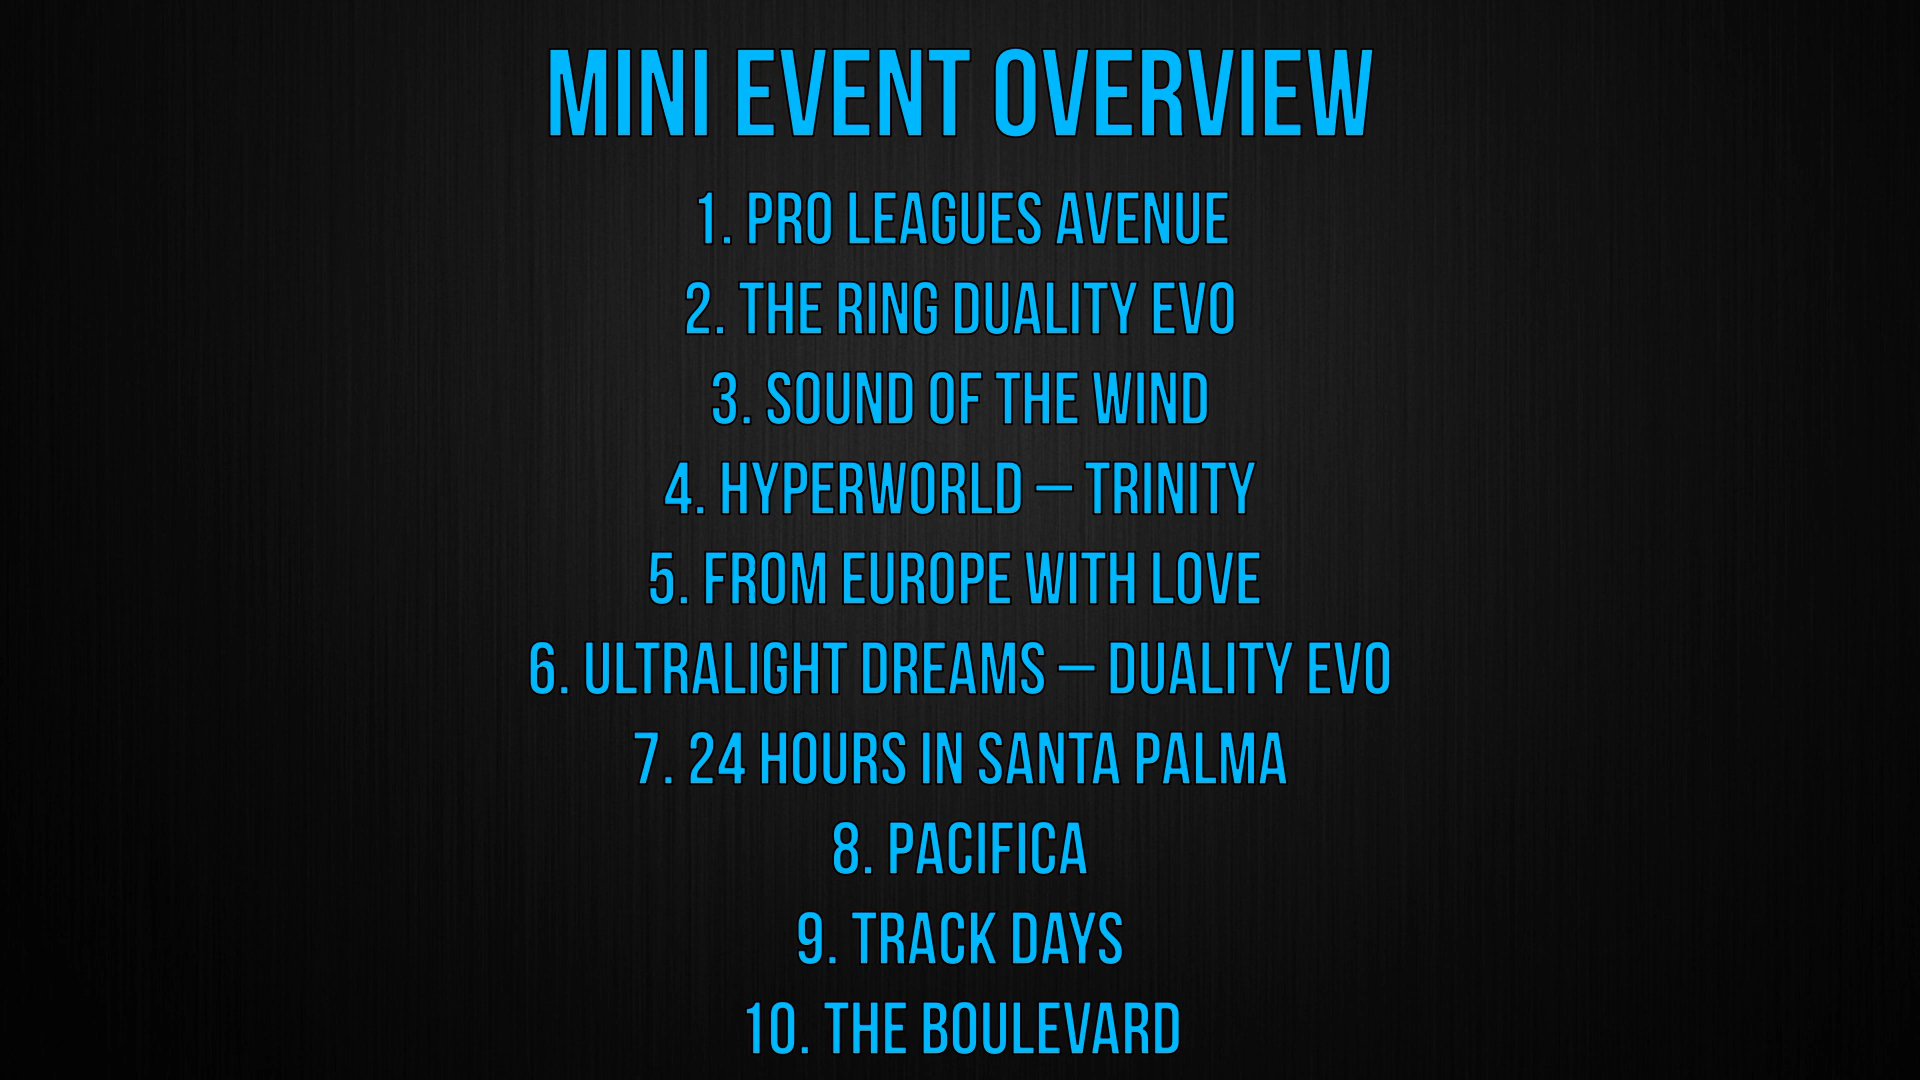 MINI EVENT OVERVIEW
1. PRO LEAGUES AVENUE
2. THE RING DUALITY EVO
3. SOUND OF THE WIND
4. HYPERWORLD – TRINITY
5. FROM EUROPE WITH LOVE
6. ULTRALIGHT DREAMS – DUALITY EVO
7. 24 HOURS IN SANTA PALMA
8. PACIFICA
9. TRACK DAYS
10. THE BOULEVARD